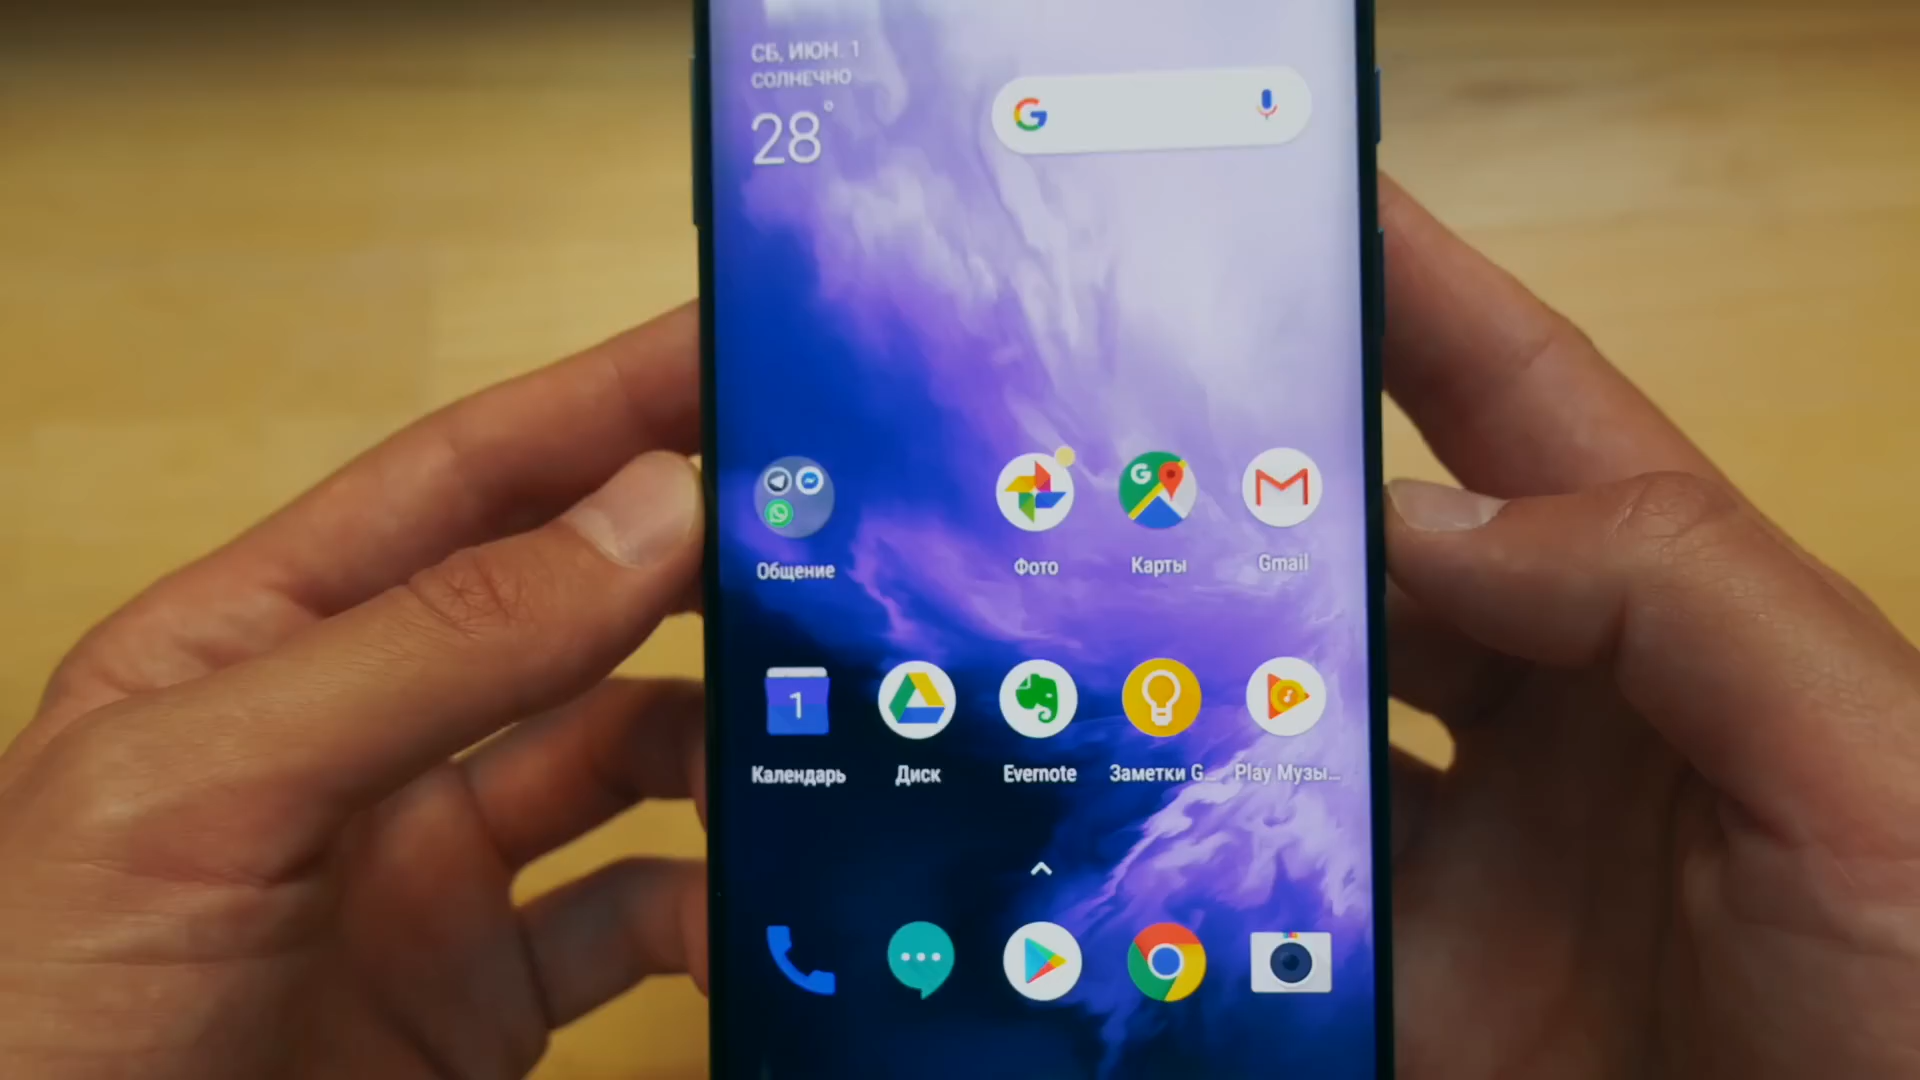 СБ, ИЮН. 1
СОЛНЕЧНО
28°
G
G
Общение
Фото
Карты
Gmail
1
Календарь
Диск
Evernote
Заметки G...
Play Музы...